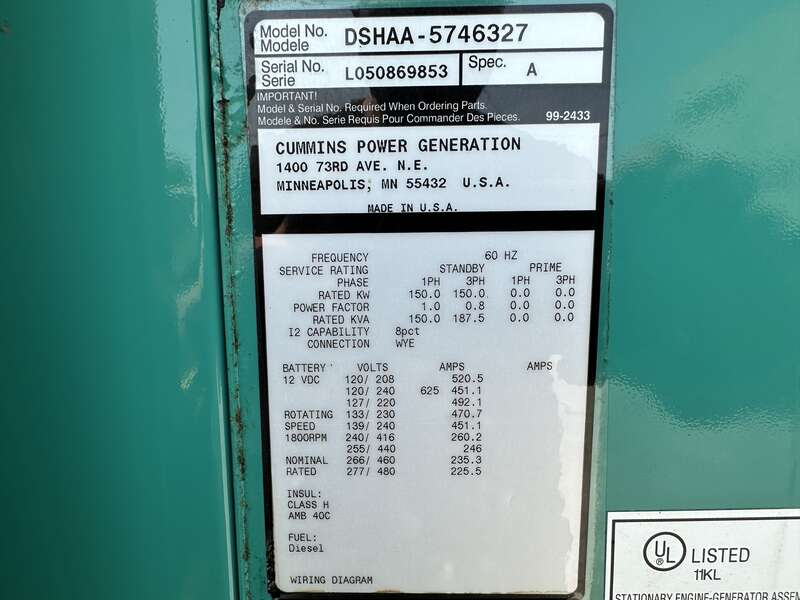 Model No. DSHAA-5746327
Modele
Serial No. L050869853 Spec. A
Serie
IMPORTANT!
Model & Serial No. Required When Ordering Parts.
Modele & No. Serie Requis Pour Commander Des Pieces. 99-2433
CUMMINS POWER GENERATION
1400 73RD AVE. N.E.
MINNEAPOLIS, MN 55432 U.S.A.
MADE IN U.S.A.
FREQUENCY 60 HZ
SERVICE RATING STANDBY PRIME
PHASE 1PH 3PH 1PH 3PH
RATED KW 150.0 150.0 0.0 0.0
POWER FACTOR 1.0 0.8 0.0 0.0
RATED KVA 150.0 187.5 0.0 0.0
I2 CAPABILITY 8pct
CONNECTION WYE
BATTERY VOLTS AMPS AMPS
12 VDC 120/ 208 520.5
120/ 240 625 451.1
127/ 220 492.1
ROTATING 133/ 230 470.7
SPEED 139/ 240 451.1
1800RPM 240/ 416 260.2
255/ 440 246
NOMINAL 266/ 460 235.3
RATED 277/ 480 225.5
INSUL:
CLASS H
AMB 40C
FUEL:
Diesel
WIRING DIAGRAM
UL LISTED
11KL
STATIONARY ENGINE-GENERATOR ASSEM